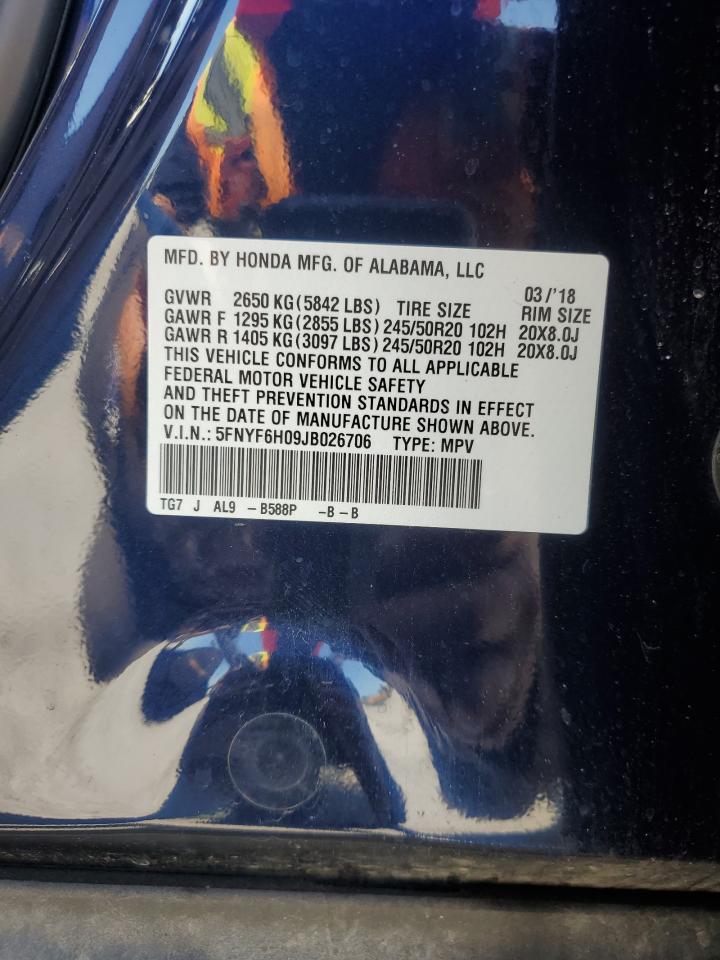 MFD. BY HONDA MFG. OF ALABAMA, LLC
03/'18
GVWR 2650 KG(5842 LBS) TIRE SIZE RIM SIZE
GAWR F 1295 KG(2855 LBS) 245/50R20 102H 20X8.0J
GAWR R 1405 KG(3097 LBS) 245/50R20 102H 20X8.0J
THIS VEHICLE CONFORMS TO ALL APPLICABLE
FEDERAL MOTOR VEHICLE SAFETY
AND THEFT PREVENTION STANDARDS IN EFFECT
ON THE DATE OF MANUFACTURE SHOWN ABOVE.
V.I.N.: 5FNYF6H09JB026706 TYPE: MPV
TG7 J AL9 -B588P -B-B